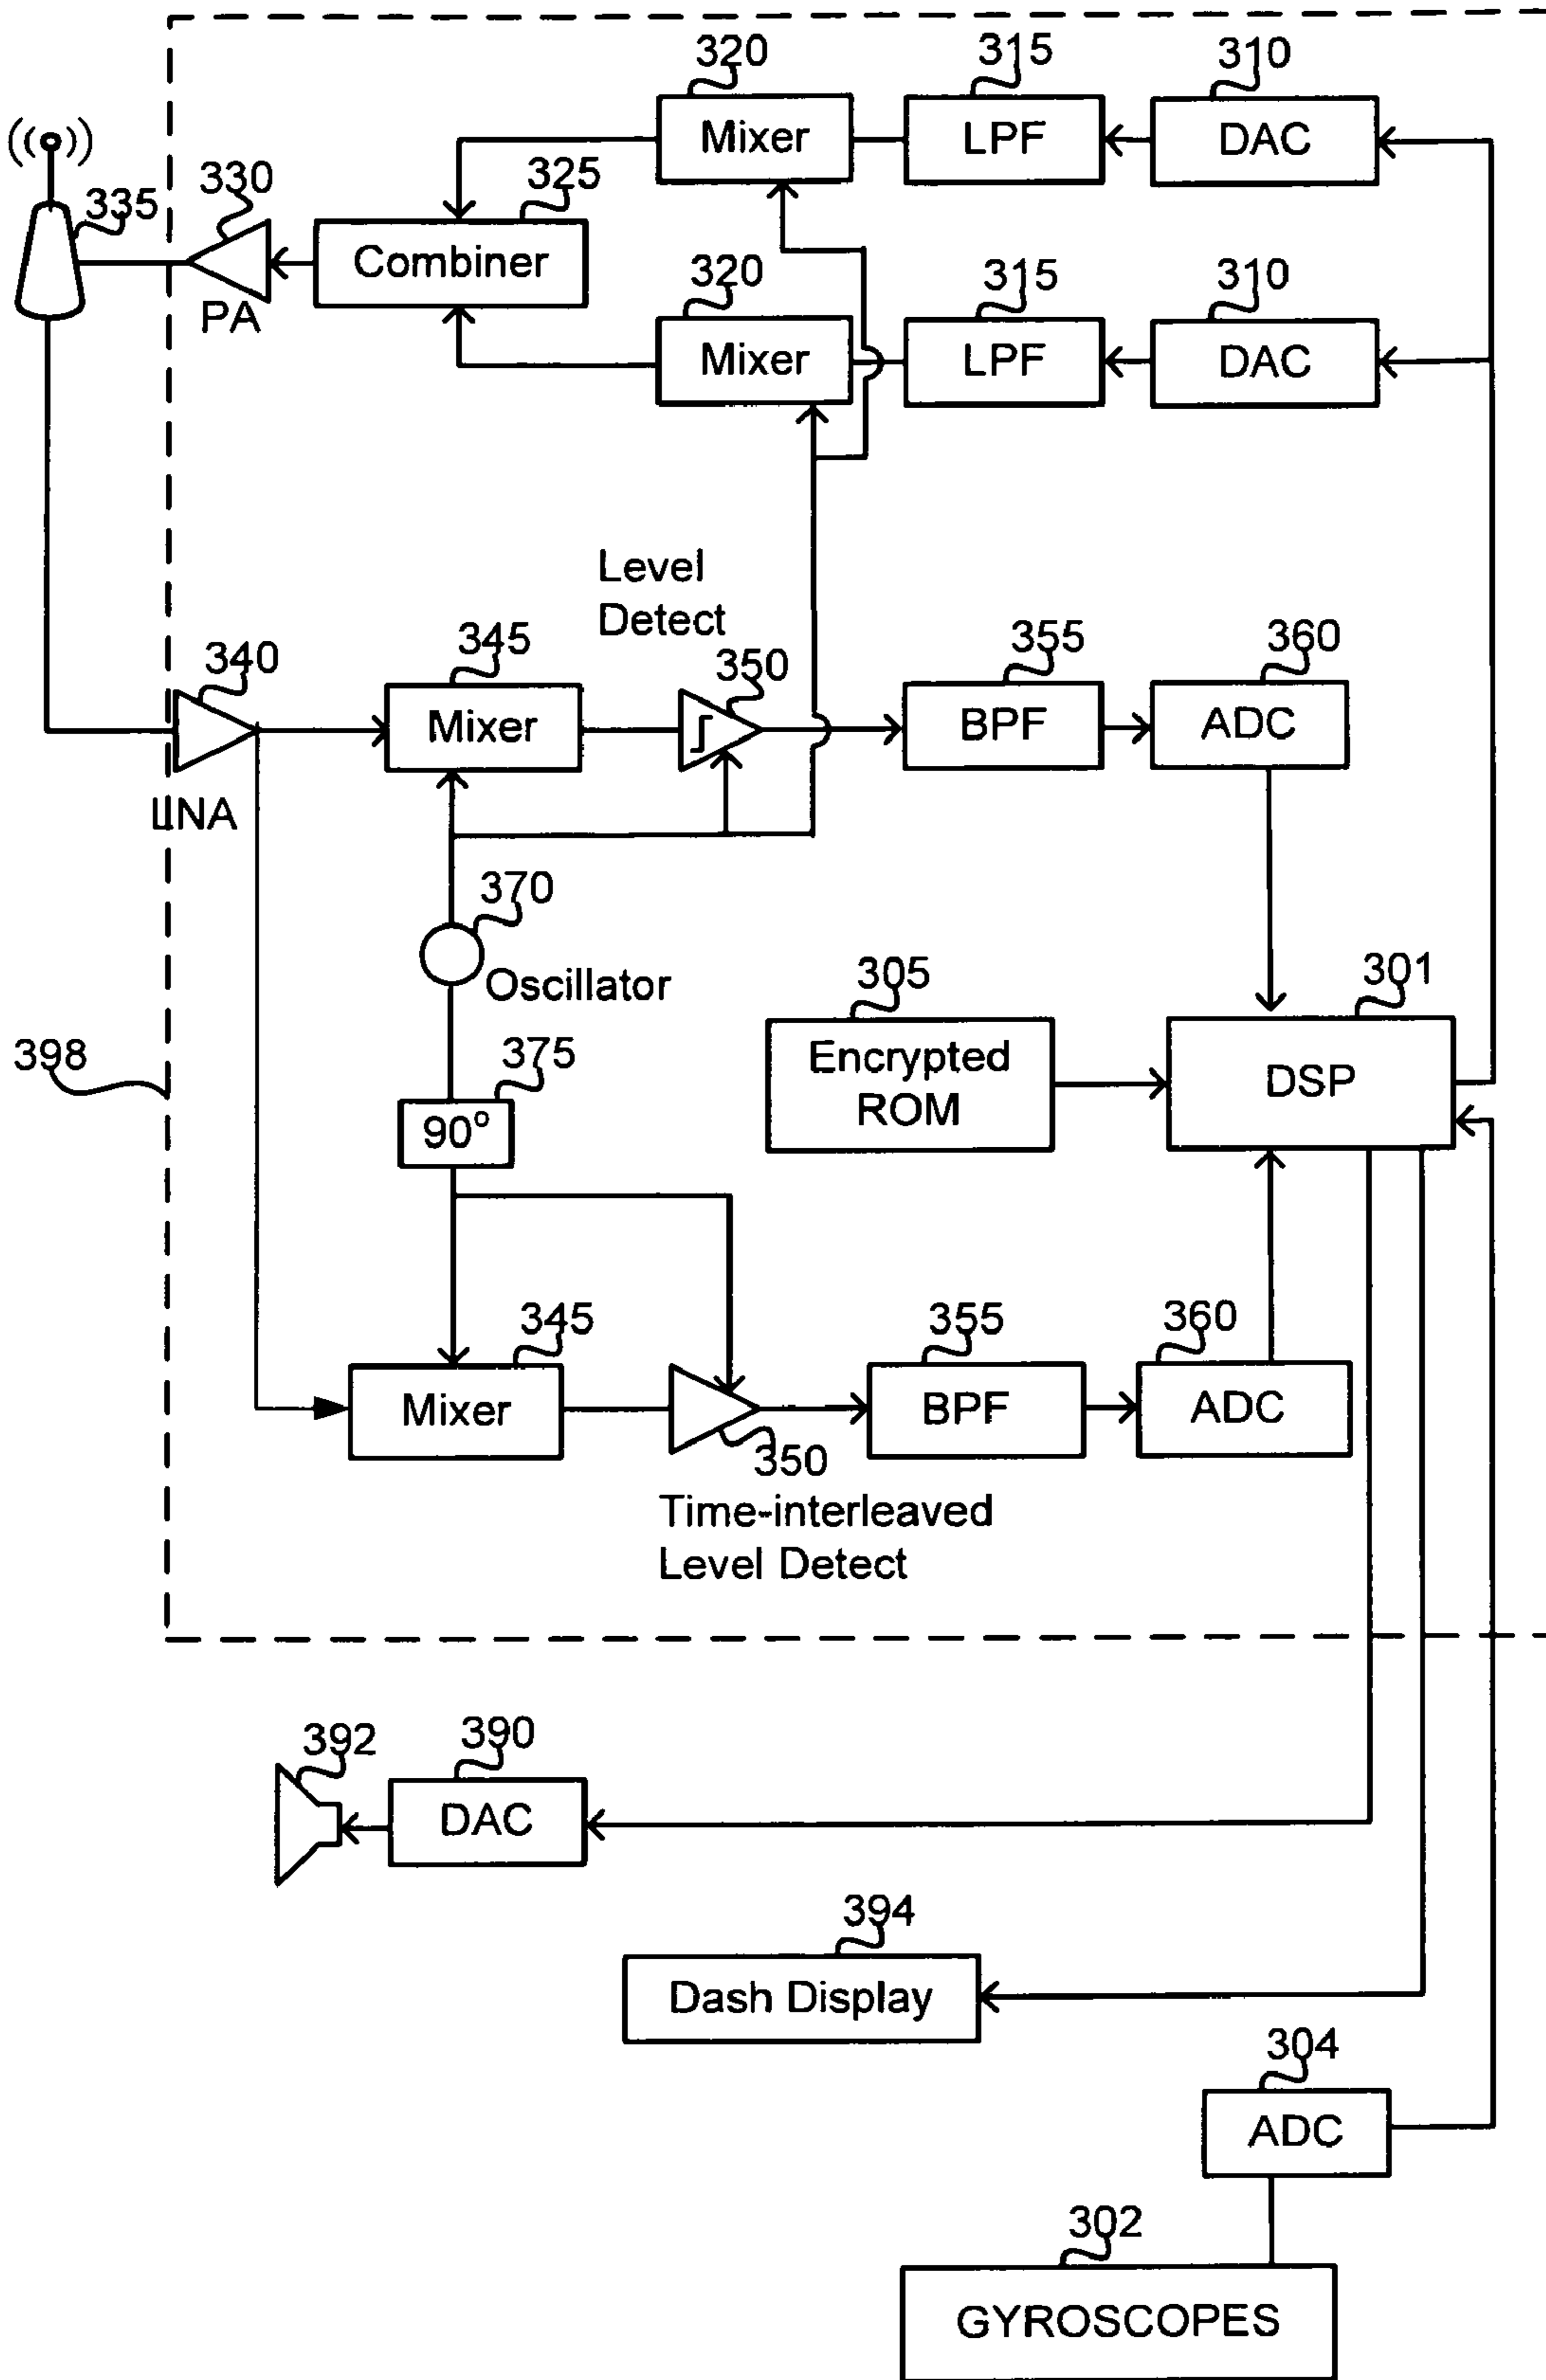 320
315
310
Mixer
LPF
DAC
335
330
325
Combiner
PA
320
315
310
Mixer
LPF
DAC
Level
Detect
340
345
350
355
360
Mixer
BPF
ADC
LNA
370
Oscillator
305
301
Encrypted
ROM
DSP
398
375
90°
345
355
360
Mixer
BPF
ADC
350
Time-interleaved
Level Detect
392
390
DAC
394
Dash Display
304
ADC
302
GYROSCOPES